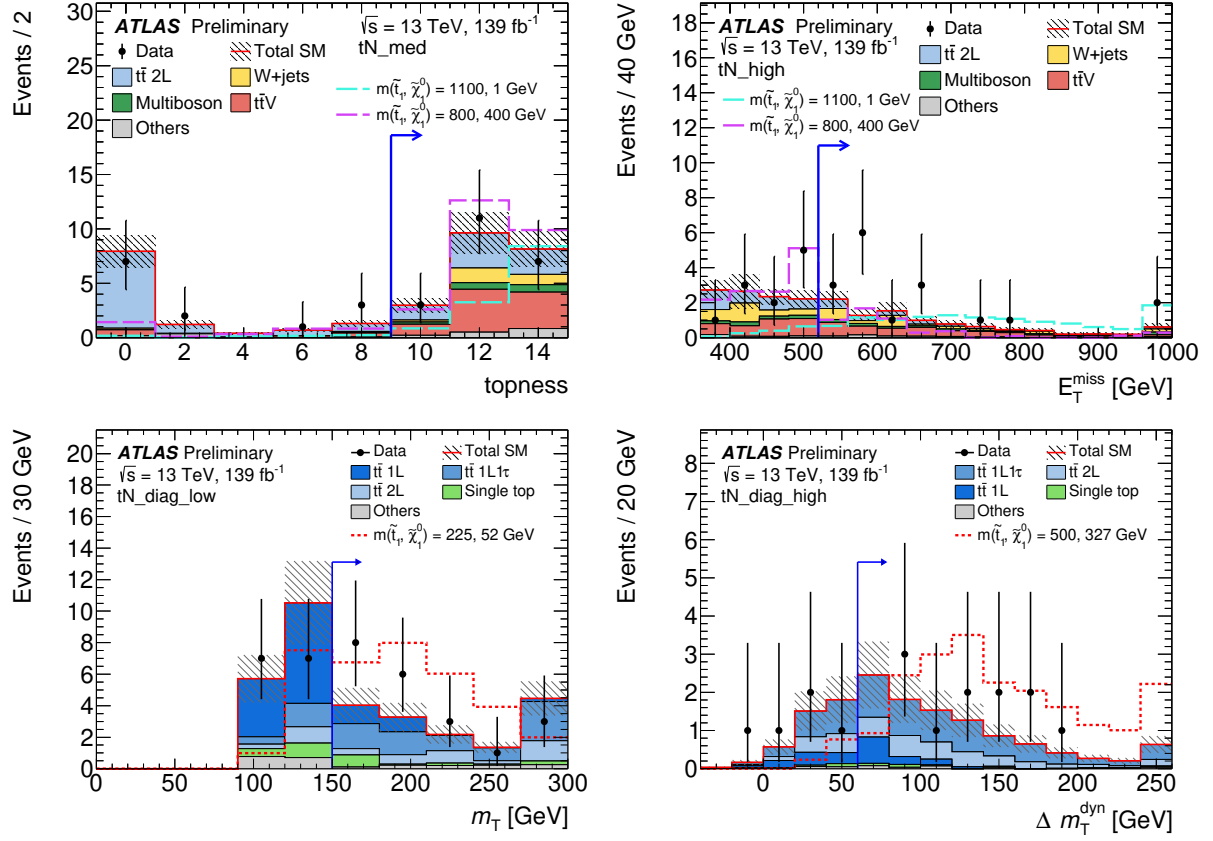 ATLAS Preliminary
√s = 13 TeV, 139 fb⁻¹
tN_med
Data
Total SM
tt̄ 2L
W+jets
Multiboson
tt̄V
Others
m(t̃₁, χ̃₁⁰) = 1100, 1 GeV
m(t̃₁, χ̃₁⁰) = 800, 400 GeV
Events / 2
0 5 10 15 20 25 30
0 2 4 6 8 10 12 14
topness
ATLAS Preliminary
√s = 13 TeV, 139 fb⁻¹
tN_high
Data
Total SM
tt̄ 2L
W+jets
Multiboson
tt̄V
Others
m(t̃₁, χ̃₁⁰) = 1100, 1 GeV
m(t̃₁, χ̃₁⁰) = 800, 400 GeV
Events / 40 GeV
0 2 4 6 8 10 12 14 16 18
400 500 600 700 800 900 1000
E_T^miss [GeV]
ATLAS Preliminary
√s = 13 TeV, 139 fb⁻¹
tN_diag_low
Data
Total SM
tt̄ 1L
tt̄ 1L1τ
tt̄ 2L
Single top
Others
m(t̃₁, χ̃₁⁰) = 225, 52 GeV
Events / 30 GeV
0 2 4 6 8 10 12 14 16 18 20
0 50 100 150 200 250 300
m_T [GeV]
ATLAS Preliminary
√s = 13 TeV, 139 fb⁻¹
tN_diag_high
Data
Total SM
tt̄ 1L1τ
tt̄ 2L
tt̄ 1L
Single top
Others
m(t̃₁, χ̃₁⁰) = 500, 327 GeV
Events / 20 GeV
0 1 2 3 4 5 6 7 8
0 50 100 150 200 250
Δ m_T^dyn [GeV]